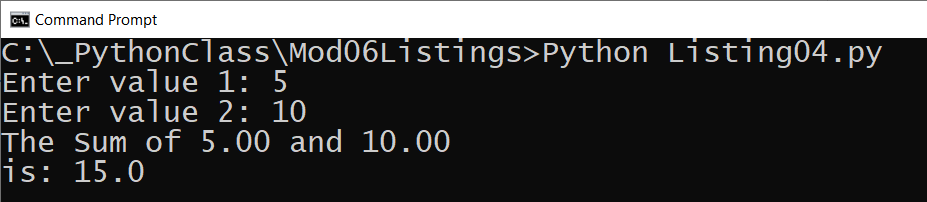 Command Prompt
C:\_PythonClass\Mod06Listings>Python Listing04.py
Enter value 1: 5
Enter value 2: 10
The Sum of 5.00 and 10.00
is: 15.0